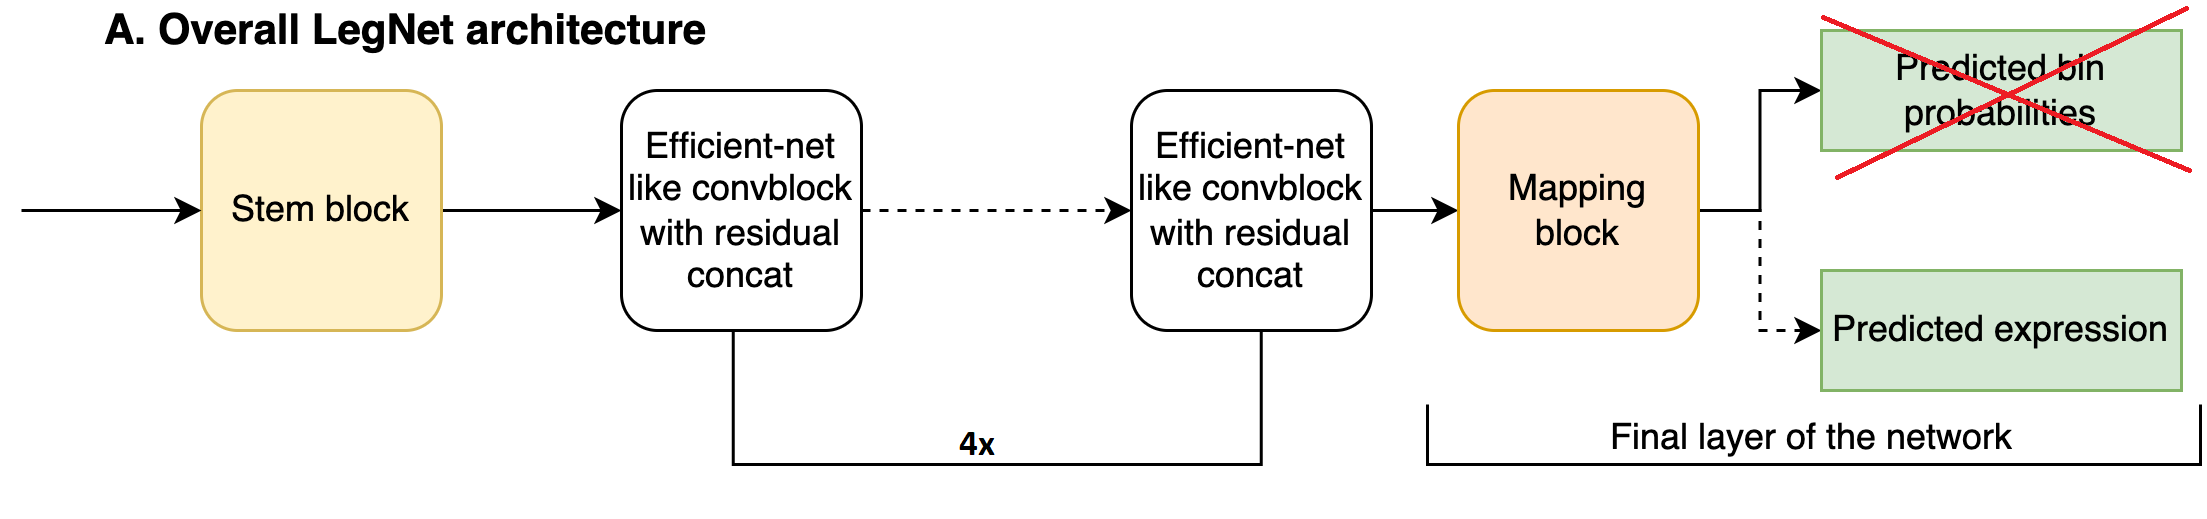 A. Overall LegNet architecture
Stem block
Efficient-net
like convblock
with residual
concat
Efficient-net
like convblock
with residual
concat
Mapping
block
Predicted bin
probabilities
Predicted expression
4x
Final layer of the network